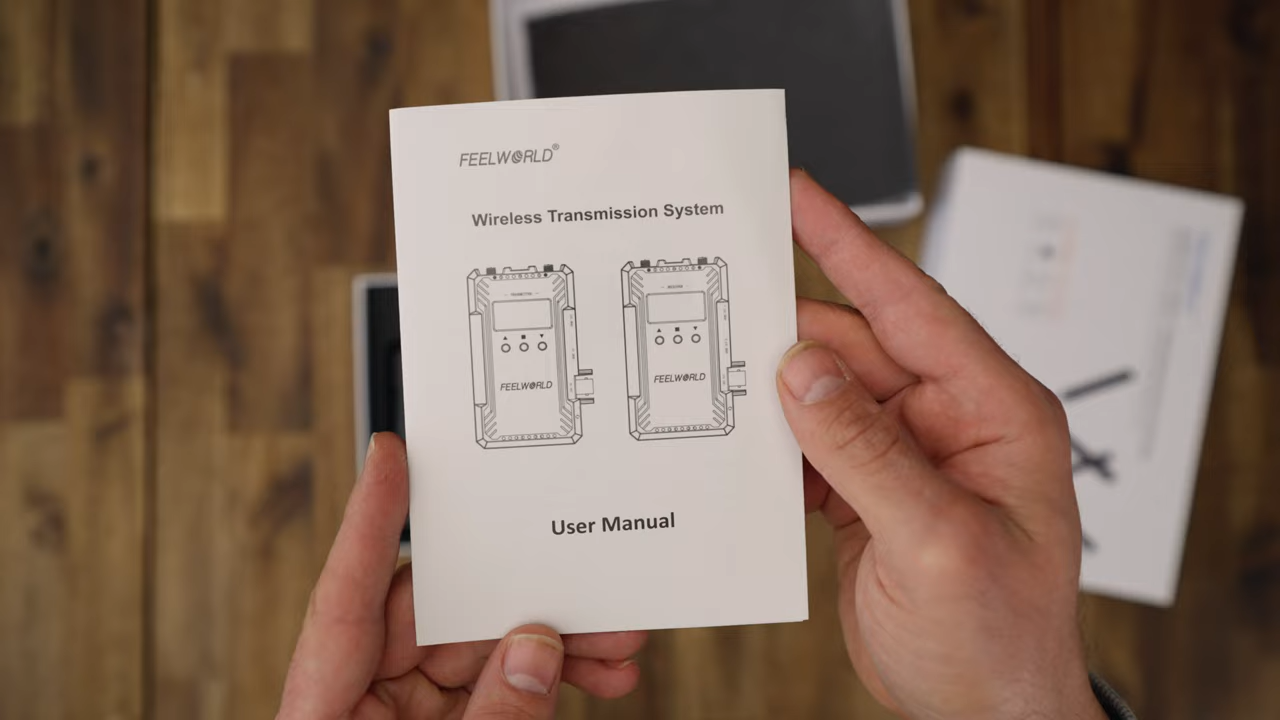 FEELWORLD®
Wireless Transmission System
FEELWORLD
FEELWORLD
User Manual